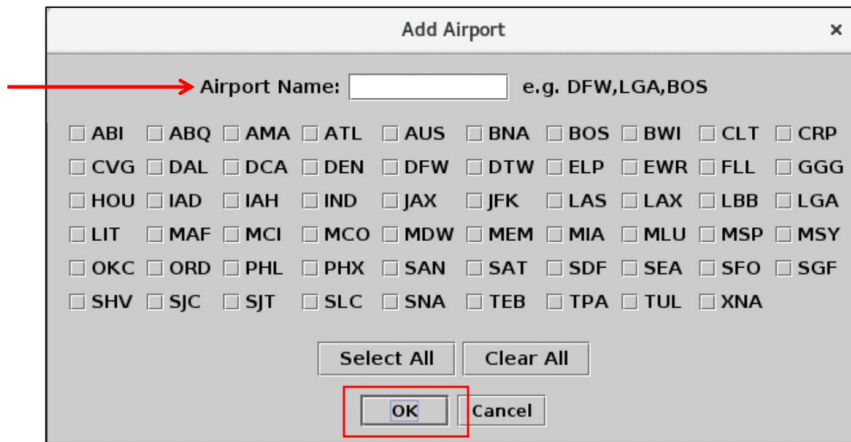 Add Airport ×
Airport Name: e.g. DFW,LGA,BOS
ABI ABQ AMA ATL AUS BNA BOS BWI CLT CRP
CVG DAL DCA DEN DFW DTW ELP EWR FLL GGG
HOU IAD IAH IND JAX JFK LAS LAX LBB LGA
LIT MAF MCI MCO MDW MEM MIA MLU MSP MSY
OKC ORD PHL PHX SAN SAT SDF SEA SFO SGF
SHV SJC SJT SLC SNA TEB TPA TUL XNA
Select All Clear All
OK Cancel